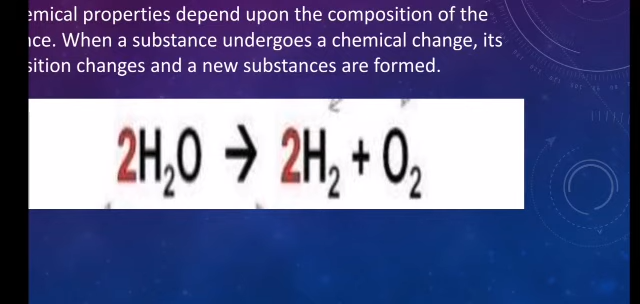 emical properties depend upon the composition of the
nce. When a substance undergoes a chemical change, its
sition changes and a new substances are formed.
2H₂O → 2H₂ + O₂